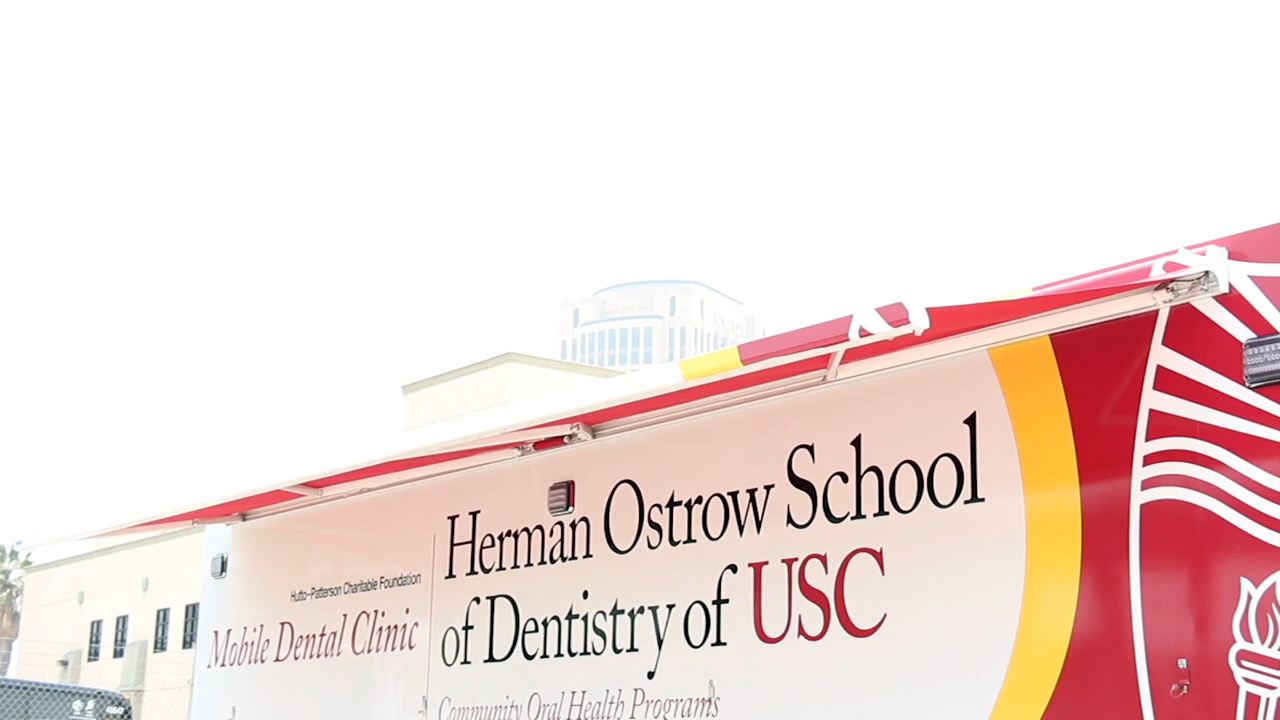 Hutto-Patterson Charitable Foundation
Mobile Dental Clinic
Herman Ostrow School
of Dentistry of USC
Community Oral Health Programs